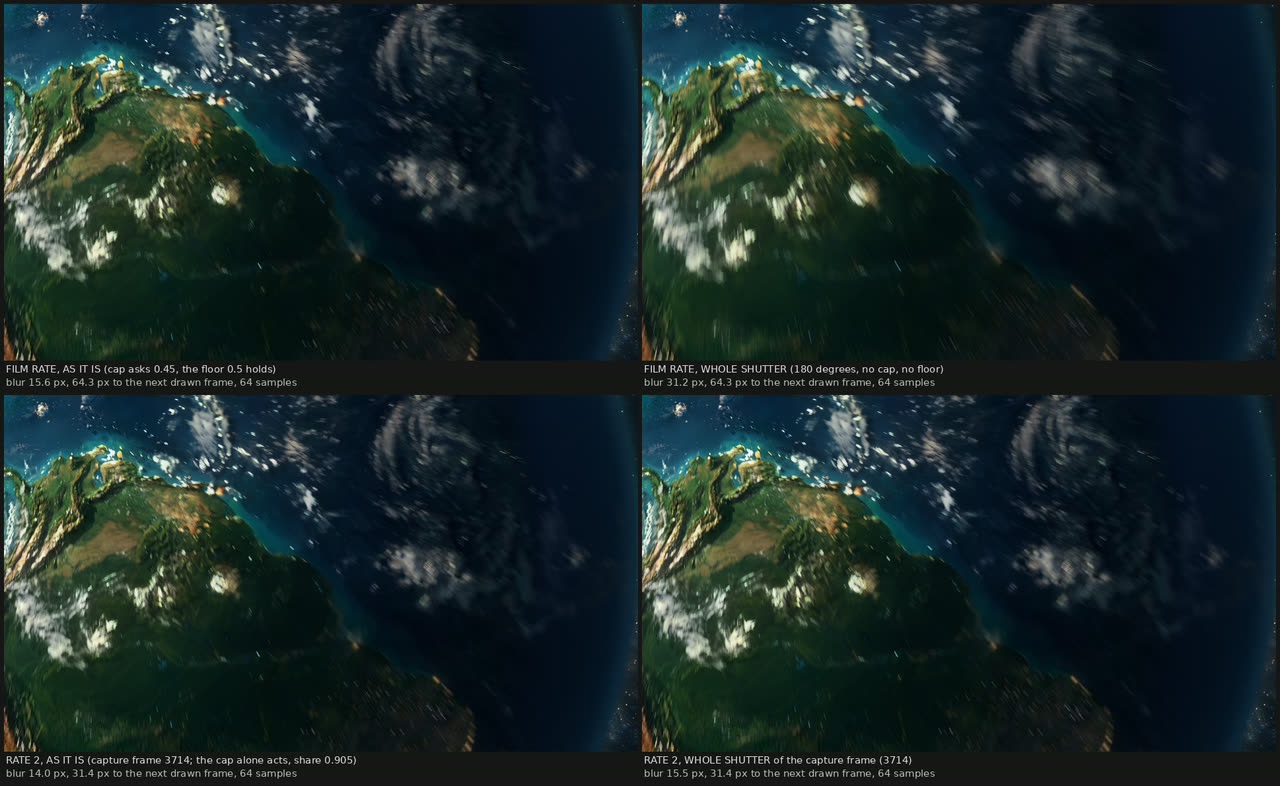 FILM RATE, AS IT IS (cap asks 0.45, the floor 0.5 holds)
blur 15.6 px, 64.3 px to the next drawn frame, 64 samples
FILM RATE, WHOLE SHUTTER (180 degrees, no cap, no floor)
blur 31.2 px, 64.3 px to the next drawn frame, 64 samples
RATE 2, AS IT IS (capture frame 3714; the cap alone acts, share 0.905)
blur 14.0 px, 31.4 px to the next drawn frame, 64 samples
RATE 2, WHOLE SHUTTER of the capture frame (3714)
blur 15.5 px, 31.4 px to the next drawn frame, 64 samples